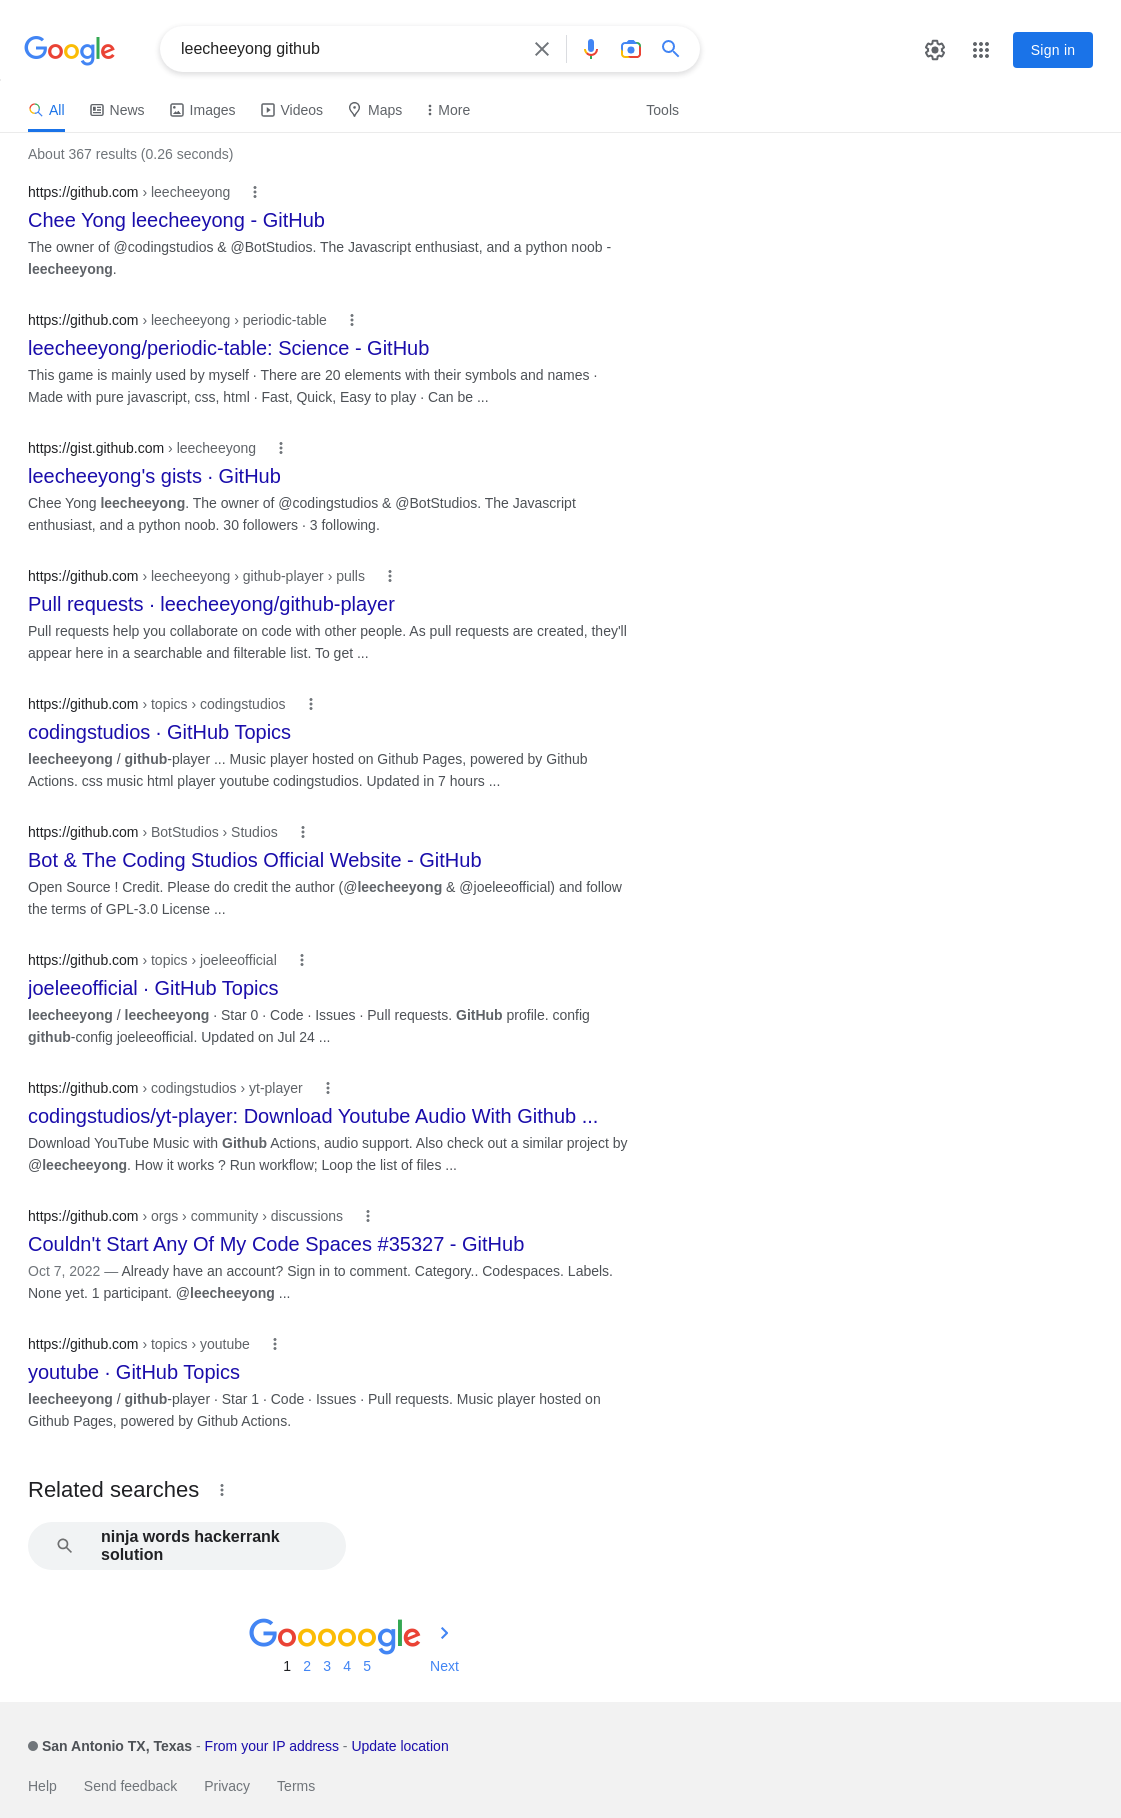 Google
leecheeyong github
Sign in
All News Images Videos Maps More Tools
About 367 results (0.26 seconds)
https://github.com › leecheeyong
Chee Yong leecheeyong - GitHub
The owner of @codingstudios & @BotStudios. The Javascript enthusiast, and a python noob -
leecheeyong.
https://github.com › leecheeyong › periodic-table
leecheeyong/periodic-table: Science - GitHub
This game is mainly used by myself · There are 20 elements with their symbols and names ·
Made with pure javascript, css, html · Fast, Quick, Easy to play · Can be ...
https://gist.github.com › leecheeyong
leecheeyong's gists · GitHub
Chee Yong leecheeyong. The owner of @codingstudios & @BotStudios. The Javascript
enthusiast, and a python noob. 30 followers · 3 following.
https://github.com › leecheeyong › github-player › pulls
Pull requests · leecheeyong/github-player
Pull requests help you collaborate on code with other people. As pull requests are created, they'll
appear here in a searchable and filterable list. To get ...
https://github.com › topics › codingstudios
codingstudios · GitHub Topics
leecheeyong / github-player ... Music player hosted on Github Pages, powered by Github
Actions. css music html player youtube codingstudios. Updated in 7 hours ...
https://github.com › BotStudios › Studios
Bot & The Coding Studios Official Website - GitHub
Open Source ! Credit. Please do credit the author (@leecheeyong & @joeleeofficial) and follow
the terms of GPL-3.0 License ...
https://github.com › topics › joeleeofficial
joeleeofficial · GitHub Topics
leecheeyong / leecheeyong · Star 0 · Code · Issues · Pull requests. GitHub profile. config
github-config joeleeofficial. Updated on Jul 24 ...
https://github.com › codingstudios › yt-player
codingstudios/yt-player: Download Youtube Audio With Github ...
Download YouTube Music with Github Actions, audio support. Also check out a similar project by
@leecheeyong. How it works ? Run workflow; Loop the list of files ...
https://github.com › orgs › community › discussions
Couldn't Start Any Of My Code Spaces #35327 - GitHub
Oct 7, 2022 — Already have an account? Sign in to comment. Category.. Codespaces. Labels.
None yet. 1 participant. @leecheeyong ...
https://github.com › topics › youtube
youtube · GitHub Topics
leecheeyong / github-player · Star 1 · Code · Issues · Pull requests. Music player hosted on
Github Pages, powered by Github Actions.
Related searches
ninja words hackerrank
solution
Gooooogle
1 2 3 4 5 Next
San Antonio TX, Texas - From your IP address - Update location
Help Send feedback Privacy Terms